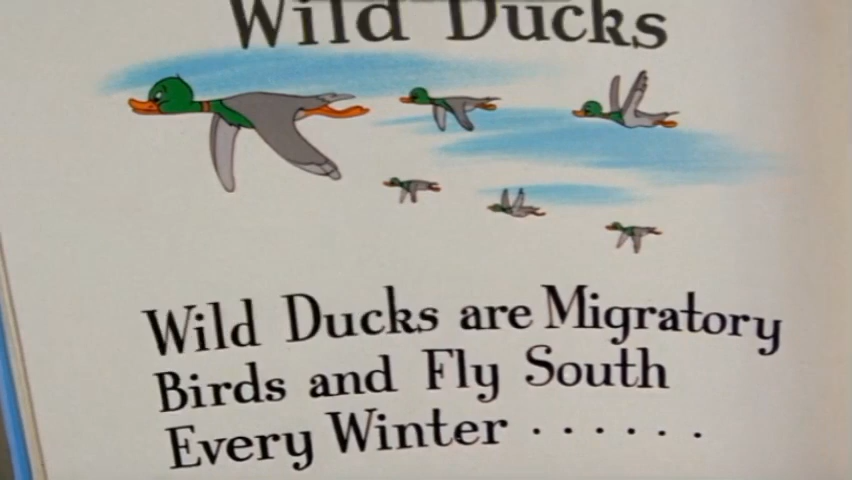 Wild Ducks
Wild Ducks are Migratory
Birds and Fly South
Every Winter ......